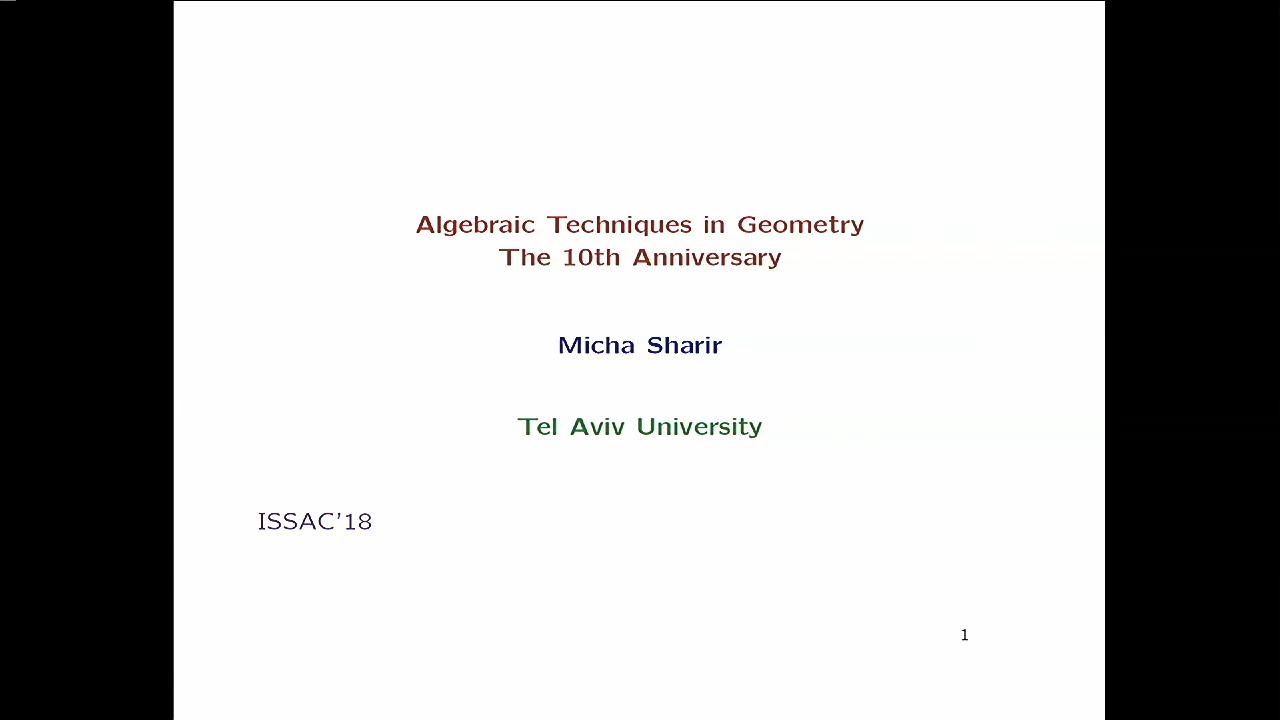 Algebraic Techniques in Geometry
The 10th Anniversary
Micha Sharir
Tel Aviv University
ISSAC'18
1